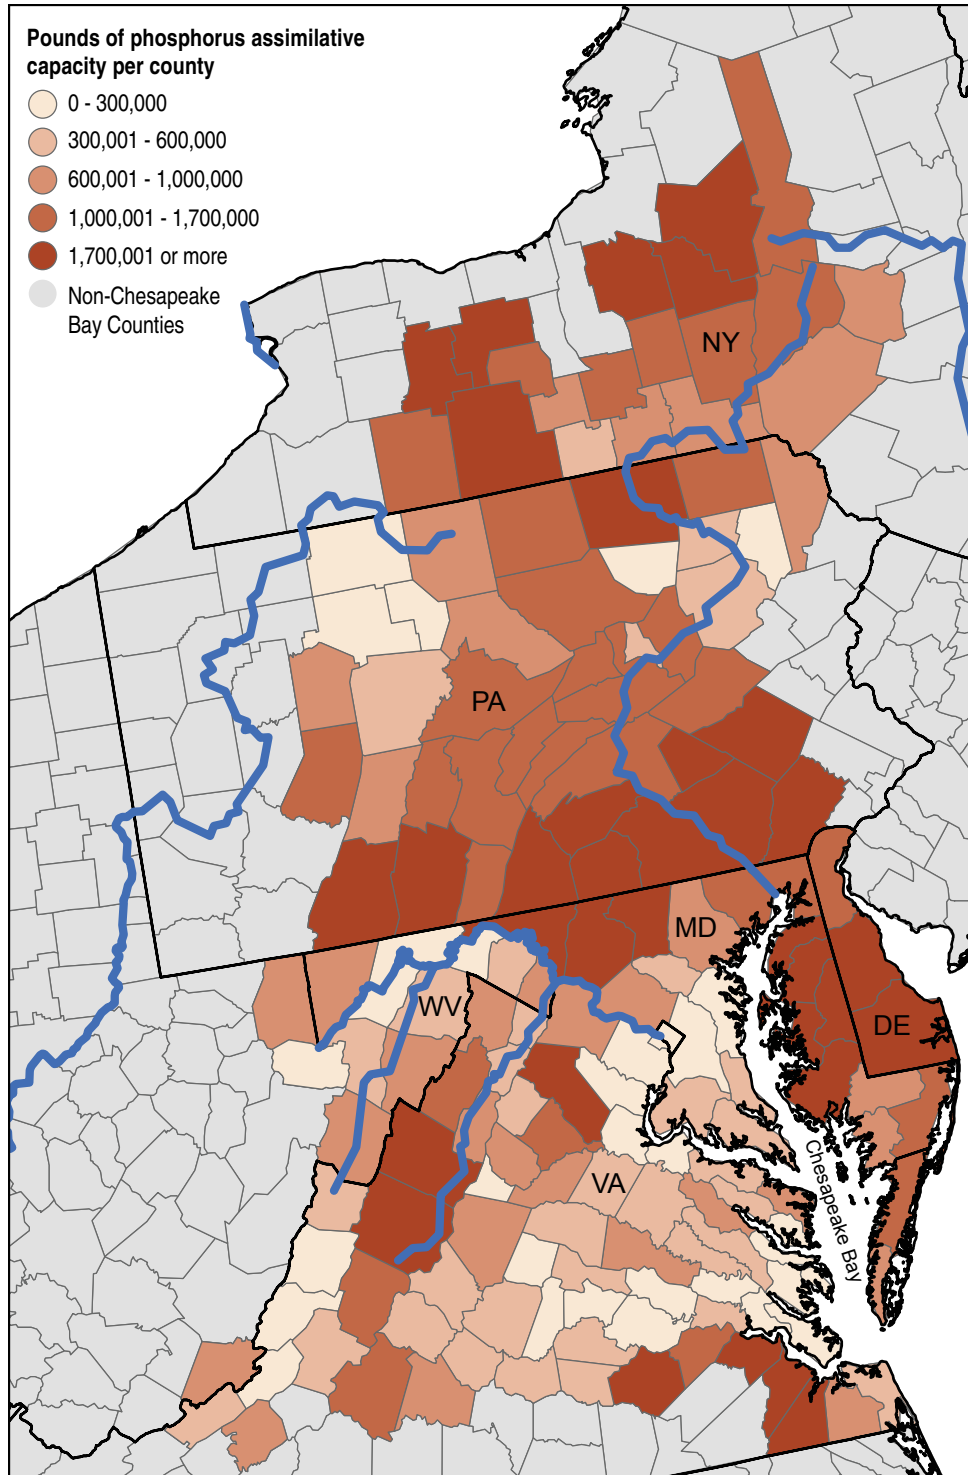 Pounds of phosphorus assimilative
capacity per county
0 - 300,000
300,001 - 600,000
600,001 - 1,000,000
1,000,001 - 1,700,000
1,700,001 or more
Non-Chesapeake
Bay Counties
NY
PA
MD
WV
DE
VA
Chesapeake Bay